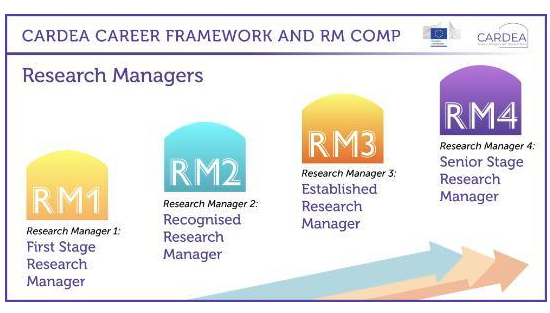 CARDEA CAREER FRAMEWORK AND RM COMP
CARDEA
Research Managers
RM1
Research Manager 1:
First Stage
Research
Manager
RM2
Research Manager 2:
Recognised
Research
Manager
RM3
Research Manager 3:
Established
Research
Manager
RM4
Research Manager 4:
Senior Stage
Research
Manager